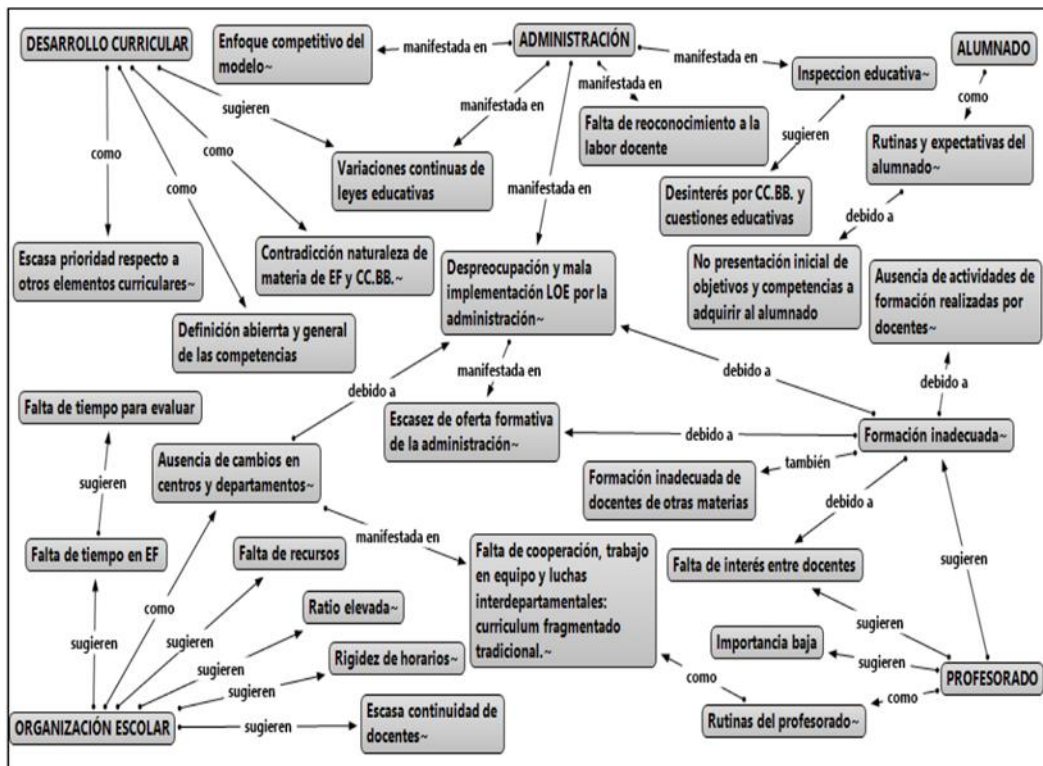 DESARROLLO CURRICULAR
Enfoque competitivo del
modelo~
manifestada en
ADMINISTRACIÓN
manifestada en
ALUMNADO
Inspeccion educativa~
sugieren
manifestada en
manifestada en
como
Falta de reoconocimiento a la
labor docente
sugieren
Rutinas y expectativas del
alumnado~
como
como
Variaciones continuas de
leyes educativas
manifestada en
Desinterés por CC.BB. y
cuestiones educativas
debido a
como
Escasa prioridad respecto a
otros elementos curriculares~
Contradicción naturaleza de
materia de EF y CC.BB.~
Despreocupación y mala
implementación LOE por la
administración~
No presentación inicial de
objetivos y competencias a
adquirir al alumnado
Ausencia de actividades de
formación realizadas por
docentes~
Definición abierrta y general
de las competencias
manifestada en
debido a
debido a
debido a
Falta de tiempo para evaluar
Escasez de oferta formativa
de la administración~
debido a
Formación inadecuada~
Ausencia de cambios en
centros y departamentos~
también
sugieren
Formación inadecuada de
docentes de otras materias
debido a
manifestada en
Falta de tiempo en EF
Falta de recursos
Falta de cooperación, trabajo
en equipo y luchas
interdepartamentales:
curriculum fragmentado
tradicional.~
Falta de interés entre docentes
sugieren
como
Ratio elevada~
sugieren
sugieren
sugieren
sugieren
Importancia baja
sugieren
Rigidez de horarios~
sugieren
PROFESORADO
como
como
ORGANIZACIÓN ESCOLAR
sugieren
Escasa continuidad de
docentes~
Rutinas del profesorado~